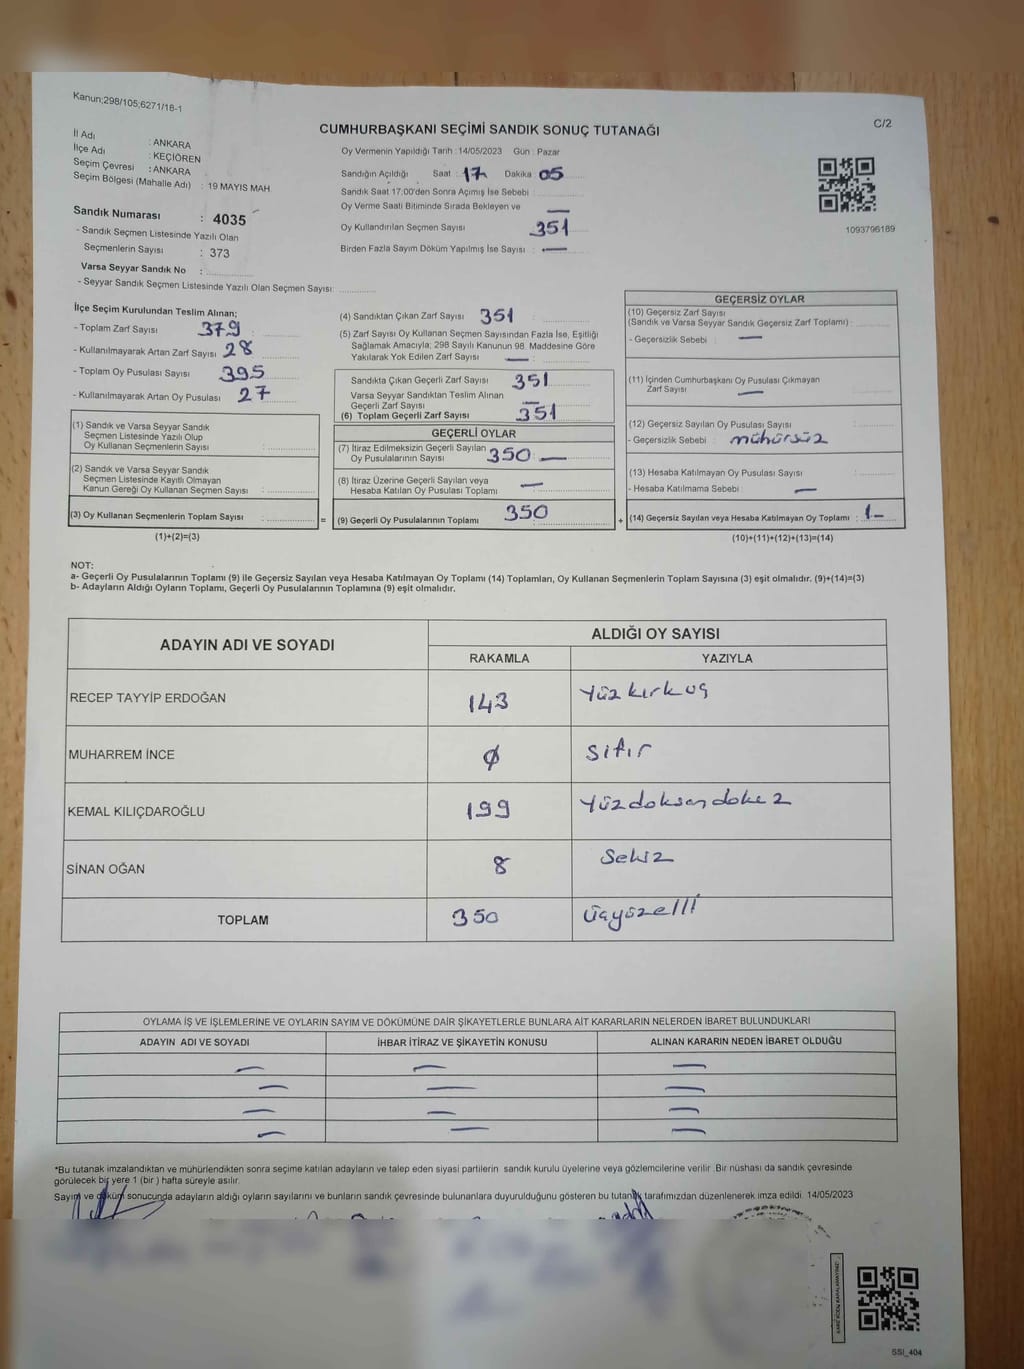 Kanun;298/105;6271/18-1
C/2
CUMHURBAŞKANI SEÇİMİ SANDIK SONUÇ TUTANAĞI
İl Adı : ANKARA
İlçe Adı : KEÇİÖREN
Seçim Çevresi : ANKARA
Seçim Bölgesi (Mahalle Adı) : 19 MAYIS MAH.
Sandık Numarası : 4035
- Sandık Seçmen Listesinde Yazılı Olan
Seçmenlerin Sayısı : 373
Varsa Seyyar Sandık No :
- Seyyar Sandık Seçmen Listesinde Yazılı Olan Seçmen Sayısı:
Oy Vermenin Yapıldığı Tarih : 14/05/2023 Gün : Pazar
Sandığın Açıldığı Saat : 17 Dakika 05
Sandık Saat 17:00'den Sonra Açımış İse Sebebi :
Oy Verme Saati Bitiminde Sırada Bekleyen ve —
Oy Kullandırılan Seçmen Sayısı 351
Birden Fazla Sayım Döküm Yapılmış İse Sayısı : —
1093796189
İlçe Seçim Kurulundan Teslim Alınan;
- Toplam Zarf Sayısı 379 :
- Kullanılmayarak Artan Zarf Sayısı 28 :
- Toplam Oy Pusulası Sayısı 395
- Kullanılmayarak Artan Oy Pusulası 27
(1) Sandık ve Varsa Seyyar Sandık
Seçmen Listesinde Yazılı Olup
Oy Kullanan Seçmenlerin Sayısı :
(2) Sandık ve Varsa Seyyar Sandık
Seçmen Listesinde Kayıtlı Olmayan
Kanun Gereği Oy Kullanan Seçmen Sayısı :
(3) Oy Kullanan Seçmenlerin Toplam Sayısı : =
(1)+(2)=(3)
(4) Sandıktan Çıkan Zarf Sayısı 351
(5) Zarf Sayısı Oy Kullanan Seçmen Sayısından Fazla İse, Eşitliği
Sağlamak Amacıyla; 298 Sayılı Kanunun 98. Maddesine Göre
Yakılarak Yok Edilen Zarf Sayısı — :
Sandıkta Çıkan Geçerli Zarf Sayısı 351
Varsa Seyyar Sandıktan Teslim Alınan
Geçerli Zarf Sayısı —
(6) Toplam Geçerli Zarf Sayısı 351
GEÇERLİ OYLAR
(7) İtiraz Edilmeksizin Geçerli Sayılan
Oy Pusulalarının Sayısı 350 —
(8) İtiraz Üzerine Geçerli Sayılan veya
Hesaba Katılan Oy Pusulası Toplamı —
(9) Geçerli Oy Pusulalarının Toplamı 350 +
GEÇERSİZ OYLAR
(10) Geçersiz Zarf Sayısı
(Sandık ve Varsa Seyyar Sandık Geçersiz Zarf Toplamı) :
- Geçersizlik Sebebi : —
(11) İçinden Cumhurbaşkanı Oy Pusulası Çıkmayan
Zarf Sayısı —
(12) Geçersiz Sayılan Oy Pusulası Sayısı
- Geçersizlik Sebebi : mühürsüz
(13) Hesaba Katılmayan Oy Pusulası Sayısı
- Hesaba Katılmama Sebebi : —
(14) Geçersiz Sayılan veya Hesaba Katılmayan Oy Toplamı : 1-
(10)+(11)+(12)+(13)=(14)
NOT:
a- Geçerli Oy Pusulalarının Toplamı (9) ile Geçersiz Sayılan veya Hesaba Katılmayan Oy Toplamı (14) Toplamları, Oy Kullanan Seçmenlerin Toplam Sayısına (3) eşit olmalıdır. (9)+(14)=(3)
b- Adayların Aldığı Oyların Toplamı, Geçerli Oy Pusulalarının Toplamına (9) eşit olmalıdır.
ADAYIN ADI VE SOYADI
ALDIĞI OY SAYISI
RAKAMLA YAZIYLA
RECEP TAYYİP ERDOĞAN 143 Yüz kırk üç
MUHARREM İNCE 0 Sıfır
KEMAL KILIÇDAROĞLU 199 Yüzdoksan dokuz
SİNAN OĞAN 8 Sekiz
TOPLAM 350 üçyüzelli
OYLAMA İŞ VE İŞLEMLERİNE VE OYLARIN SAYIM VE DÖKÜMÜNE DAİR ŞİKAYETLERLE BUNLARA AİT KARARLARIN NELERDEN İBARET BULUNDUKLARI
ADAYIN ADI VE SOYADI İHBAR İTİRAZ VE ŞİKAYETİN KONUSU ALINAN KARARIN NEDEN İBARET OLDUĞU
— — —
— — —
— — —
— — —
*Bu tutanak imzalandıktan ve mühürlendikten sonra seçime katılan adayların ve talep eden siyasi partilerin sandık kurulu üyelerine veya gözlemcilerine verilir. Bir nüshası da sandık çevresinde
görülecek bir yere 1 (bir ) hafta süreyle asılır.
Sayım ve döküm sonucunda adayların aldığı oyların sayılarını ve bunların sandık çevresinde bulunanlara duyurulduğunu gösteren bu tutanak tarafımızdan düzenlenerek imza edildi. 14/05/2023
SSI_404